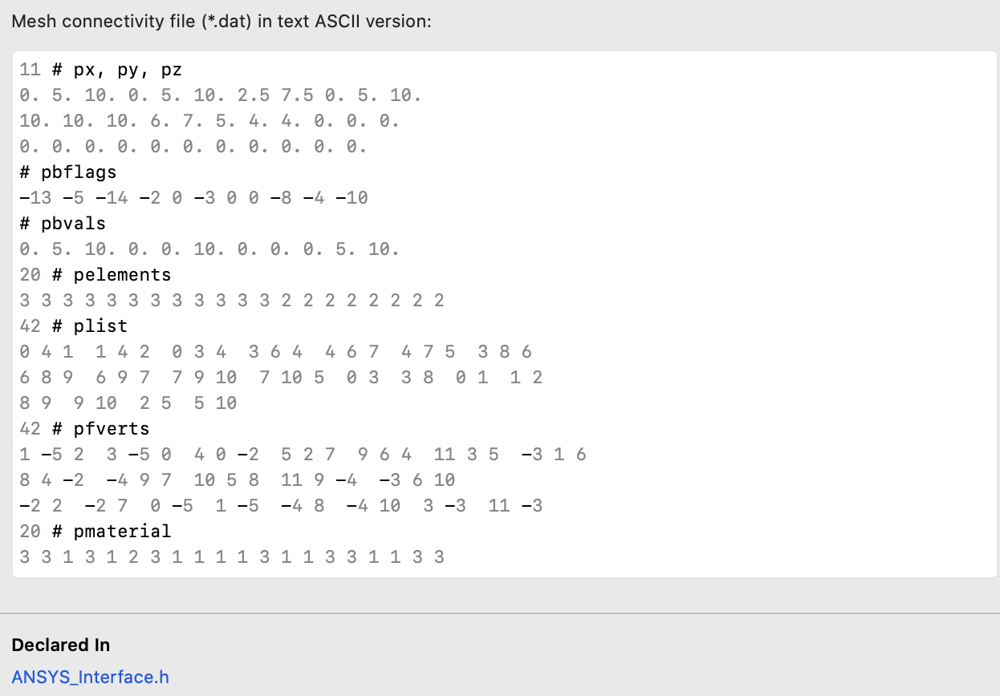 Mesh connectivity file (*.dat) in text ASCII version:
11 # px, py, pz
0. 5. 10. 0. 5. 10. 2.5 7.5 0. 5. 10.
10. 10. 10. 6. 7. 5. 4. 4. 0. 0. 0.
0. 0. 0. 0. 0. 0. 0. 0. 0. 0. 0.
# pbflags
−13 −5 −14 −2 0 −3 0 0 −8 −4 −10
# pbvals
0. 5. 10. 0. 0. 10. 0. 0. 0. 5. 10.
20 # pelements
3 3 3 3 3 3 3 3 3 3 3 3 2 2 2 2 2 2 2 2
42 # plist
0 4 1  1 4 2  0 3 4  3 6 4  4 6 7  4 7 5  3 8 6
6 8 9  6 9 7  7 9 10  7 10 5  0 3  3 8  0 1  1 2
8 9  9 10  2 5  5 10
42 # pfverts
1 −5 2  3 −5 0  4 0 −2  5 2 7  9 6 4  11 3 5  −3 1 6
8 4 −2  −4 9 7  10 5 8  11 9 −4  −3 6 10
−2 2  −2 7  0 −5  1 −5  −4 8  −4 10  3 −3  11 −3
20 # pmaterial
3 3 1 3 1 2 3 1 1 1 1 3 1 1 3 3 1 1 3 3
Declared In
ANSYS_Interface.h